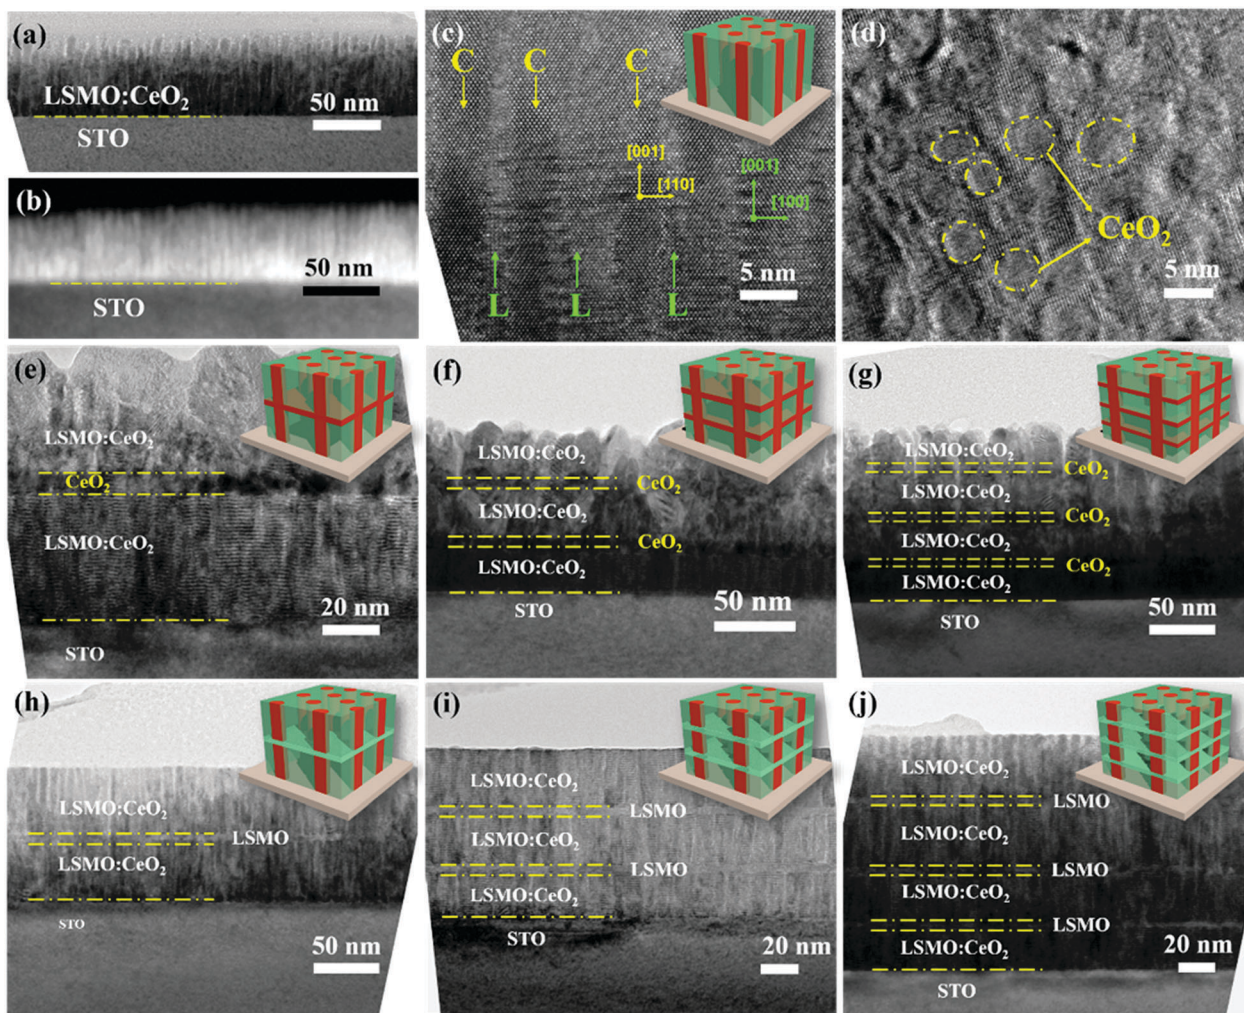 (a)
LSMO:CeO₂
50 nm
STO
(b)
50 nm
STO
(c)
C C C
[001]
[110]
[001]
[100]
L L L
5 nm
(d)
CeO₂
5 nm
(e)
LSMO:CeO₂
CeO₂
LSMO:CeO₂
20 nm
STO
(f)
LSMO:CeO₂
CeO₂
LSMO:CeO₂
CeO₂
LSMO:CeO₂
STO
50 nm
(g)
LSMO:CeO₂
CeO₂
LSMO:CeO₂
CeO₂
LSMO:CeO₂
CeO₂
LSMO:CeO₂
STO
50 nm
(h)
LSMO:CeO₂
LSMO
LSMO:CeO₂
STO
50 nm
(i)
LSMO:CeO₂
LSMO
LSMO:CeO₂
LSMO
LSMO:CeO₂
STO
20 nm
(j)
LSMO:CeO₂
LSMO
LSMO:CeO₂
LSMO
LSMO:CeO₂
LSMO
LSMO:CeO₂
20 nm
STO